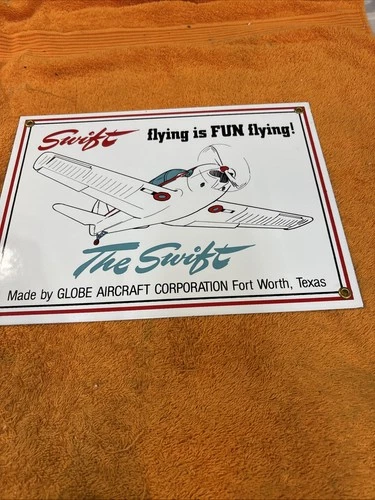 Swift flying is FUN flying!
The Swift
Made by GLOBE AIRCRAFT CORPORATION Fort Worth, Texas